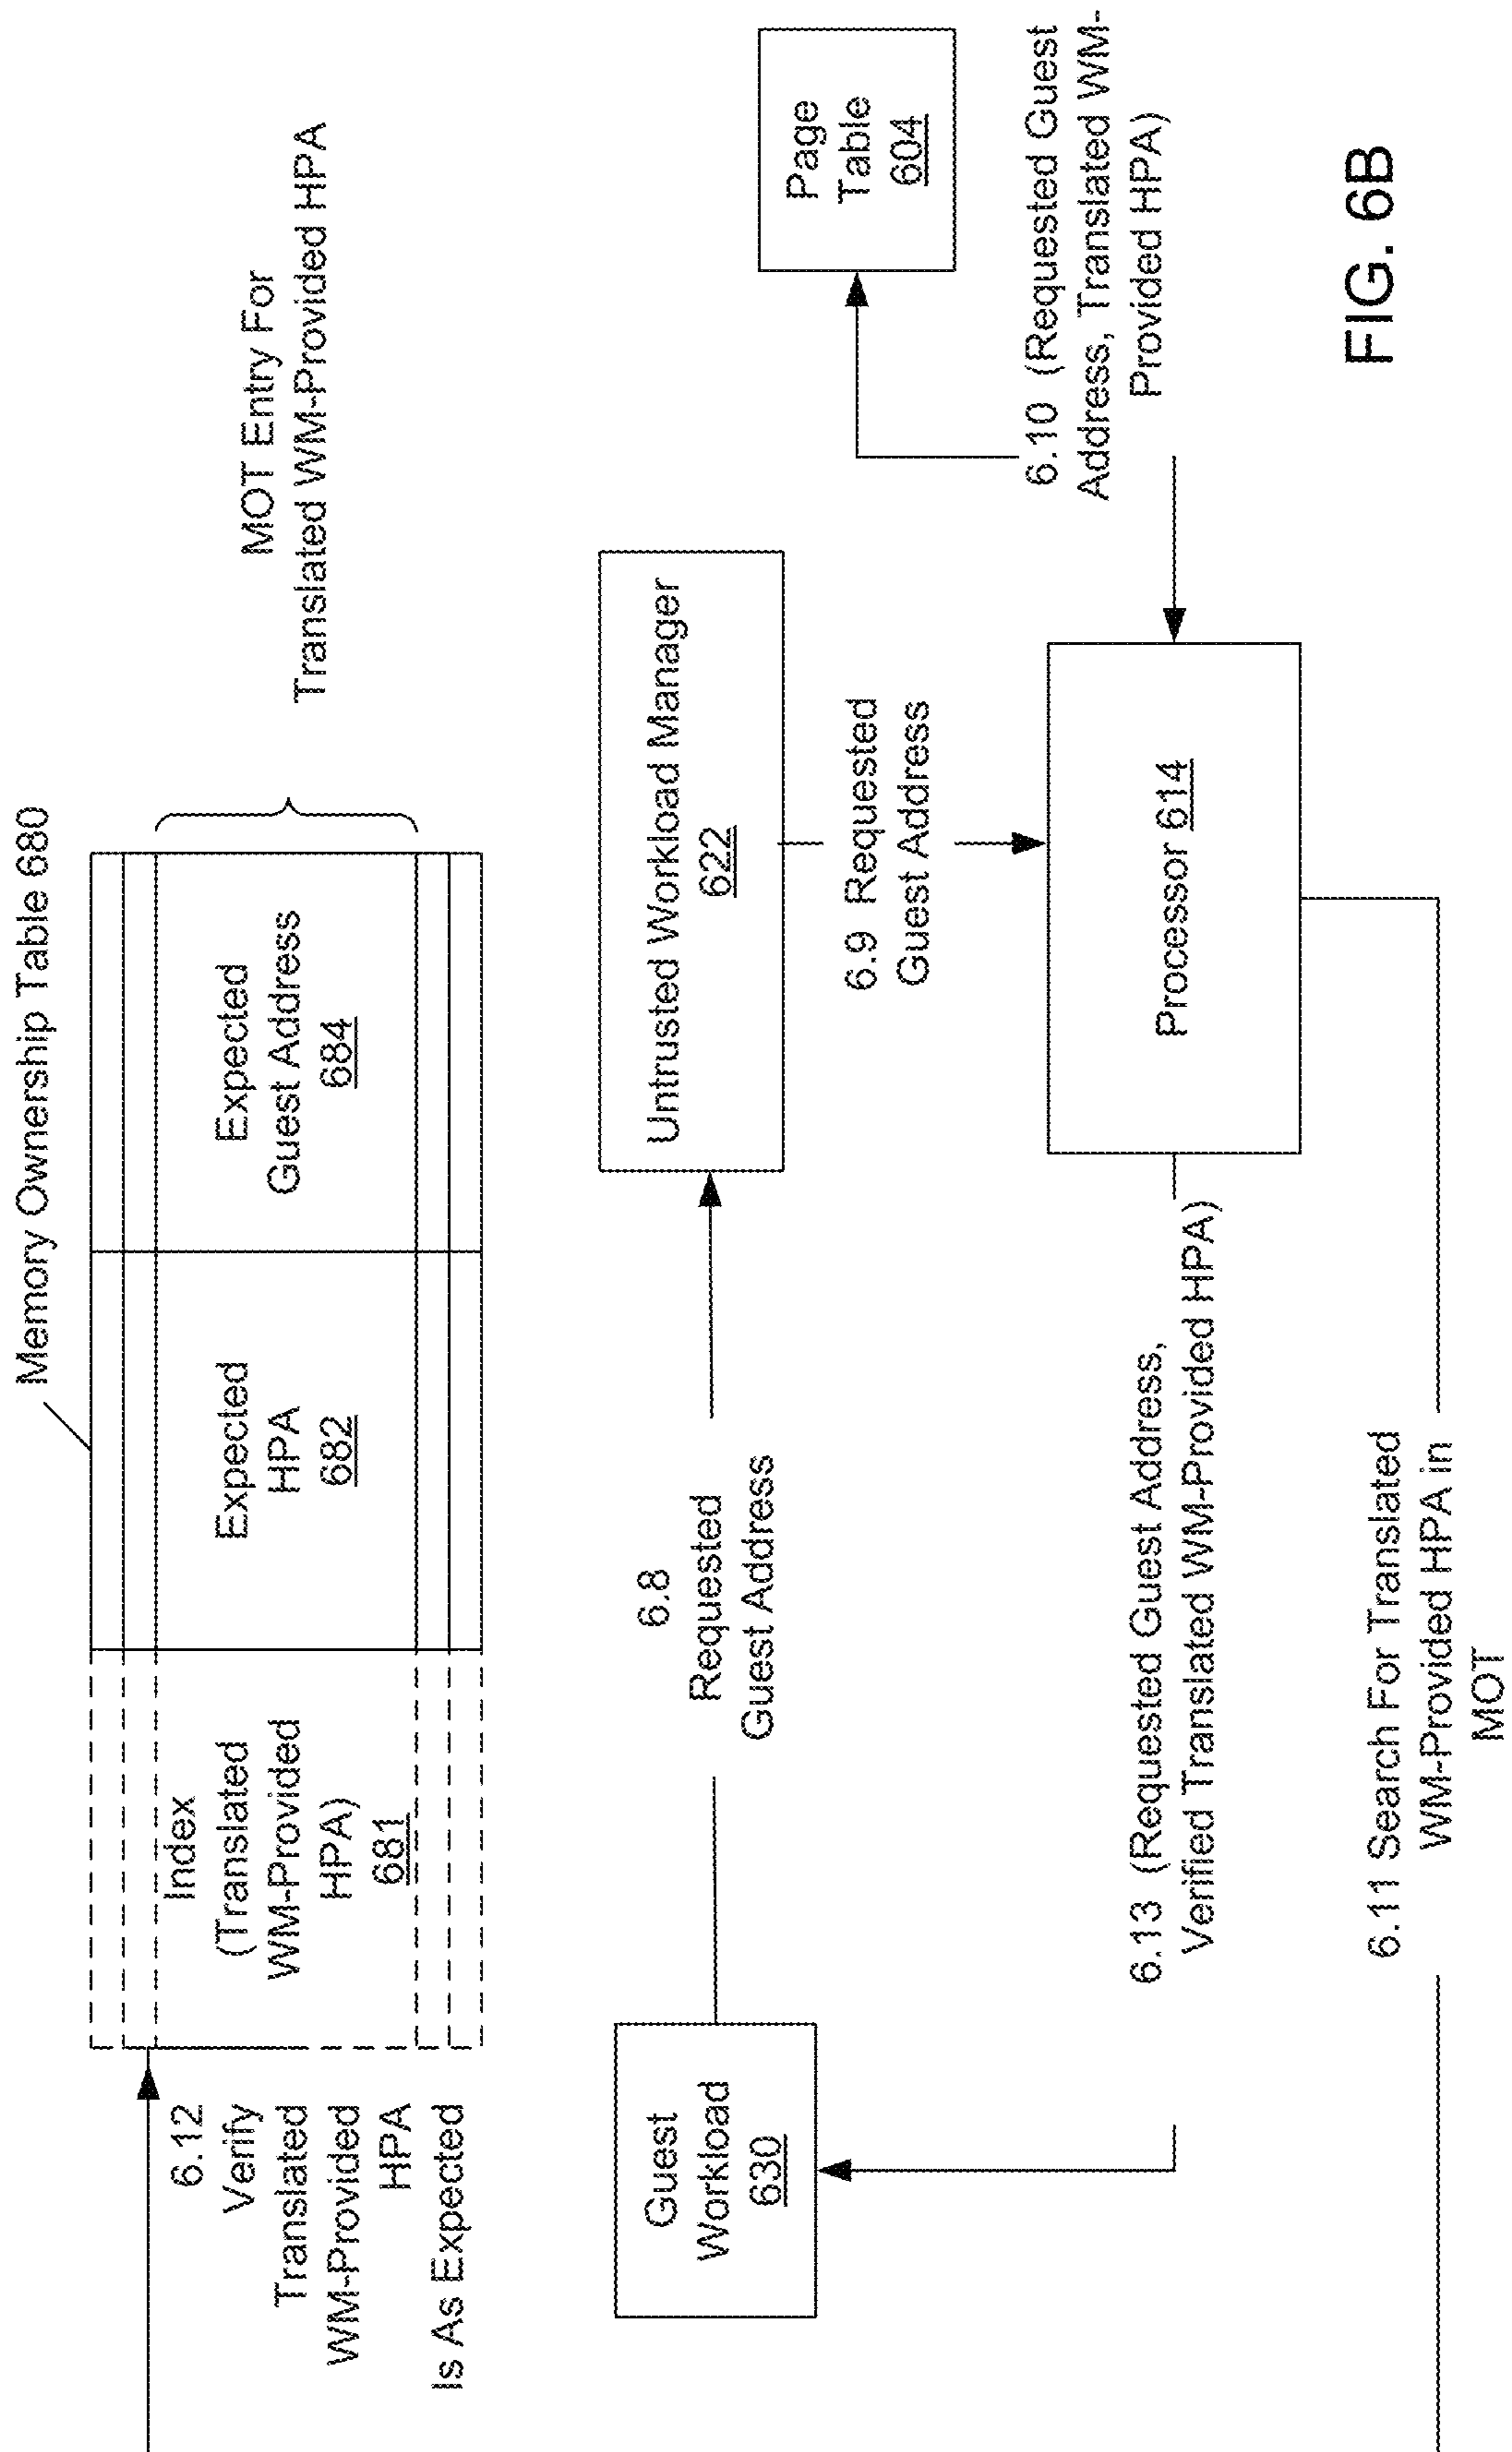 Memory Ownership Table 680
Index
(Translated
WM-Provided
HPA)
681
Expected
HPA
682
Expected
Guest Address
684
MOT Entry For
Translated WM-Provided HPA
6.12
Verify
Translated
WM-Provided
HPA
Is As Expected
Guest
Workload
630
6.8
Requested
Guest Address
Untrusted Workload Manager
622
6.9 Requested
Guest Address
Page
Table
604
6.10 (Requested Guest
Address, Translated WM-
Provided HPA)
Processor 614
6.13 (Requested Guest Address,
Verified Translated WM-Provided HPA)
6.11 Search For Translated
WM-Provided HPA in
MOT
FIG. 6B